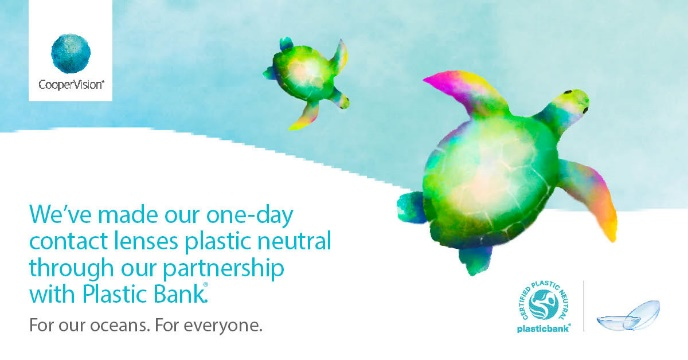 CooperVision®
We've made our one-day
contact lenses plastic neutral
through our partnership
with Plastic Bank®.
For our oceans. For everyone.
CERTIFIED PLASTIC NEUTRAL
plasticbank®